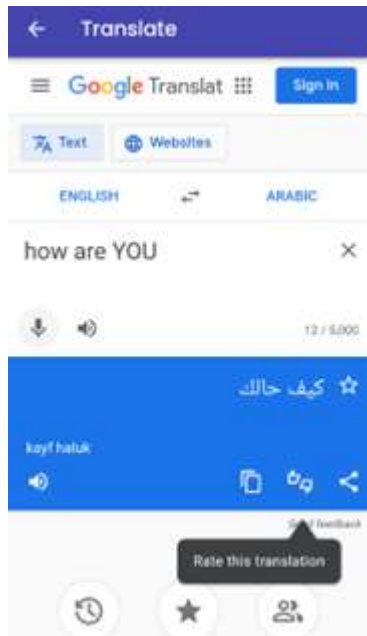 Translate
Google Translat
Sign in
Text
Websites
ENGLISH
ARABIC
how are YOU
12 / 5,000
كيف حالك
kayf haluk
feedback
Rate this translation